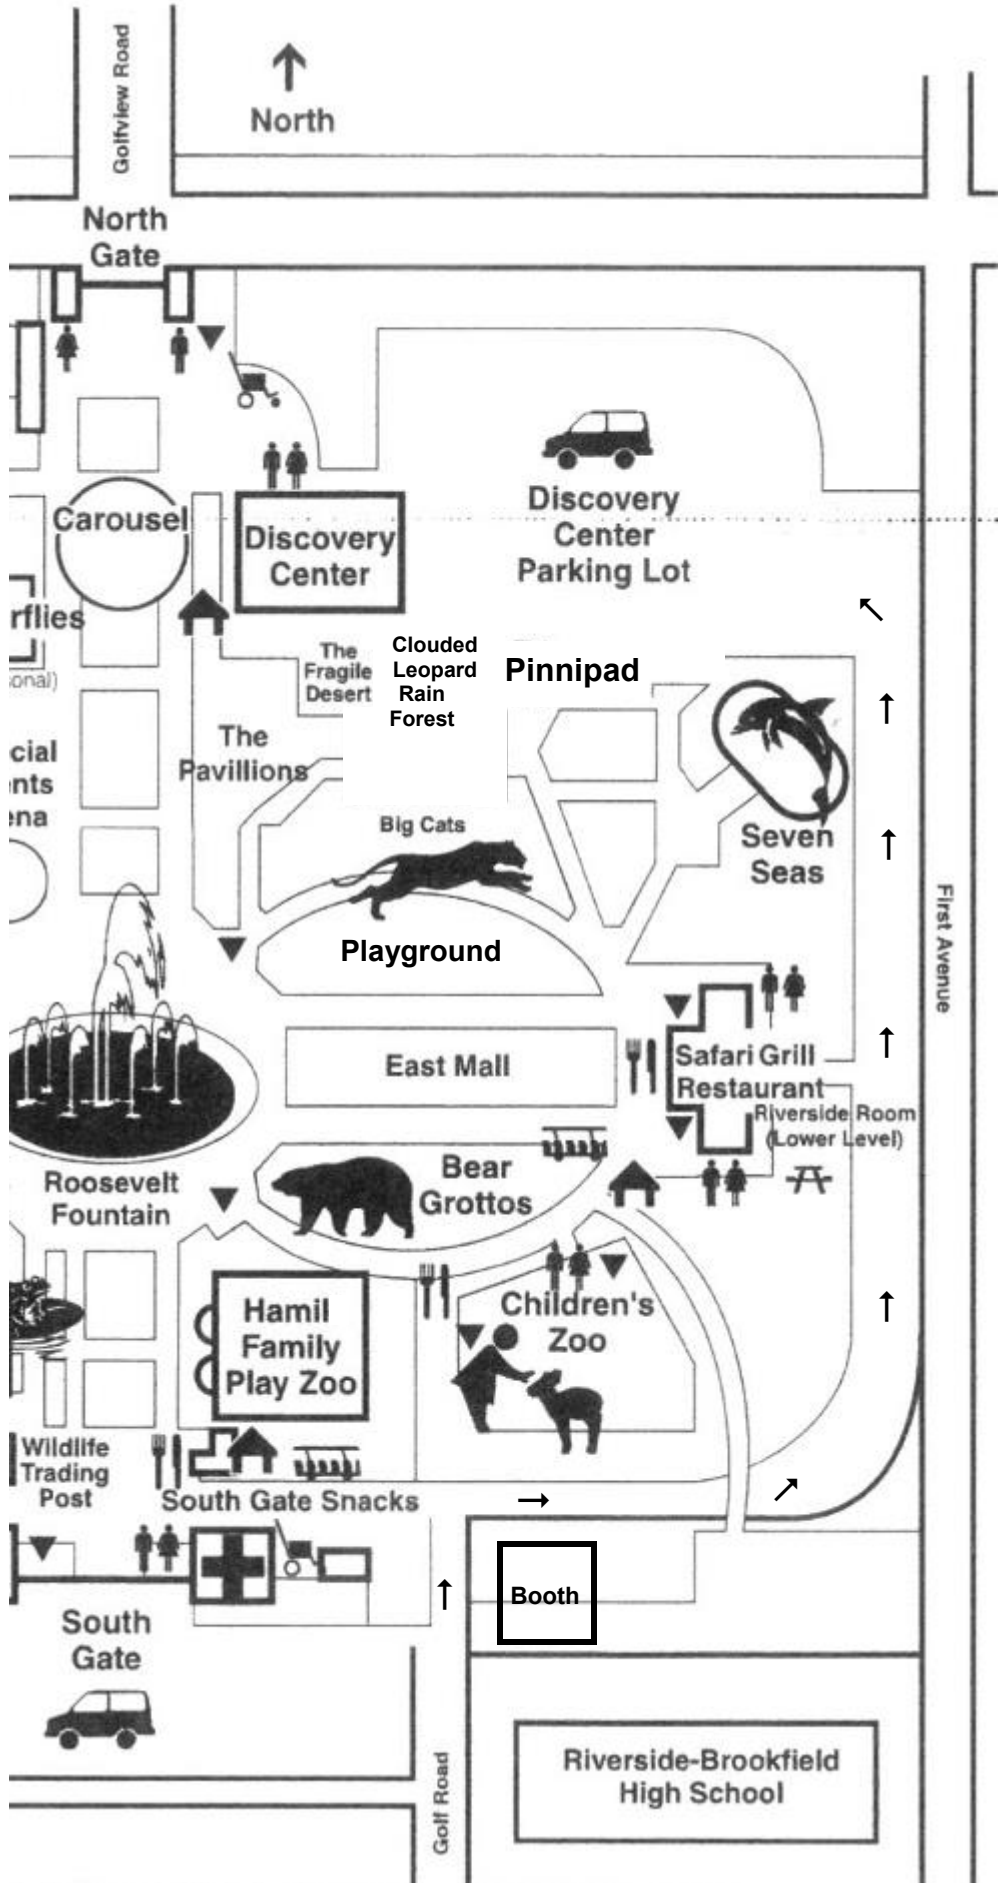 Golfview Road
North
North
Gate
Carousel
Discovery
Center
Discovery
Center
Parking Lot
rflies
onal)
The
Fragile
Desert
Clouded
Leopard
Rain
Forest
Pinnipad
cial
ents
ena
The
Pavillions
Big Cats
Seven
Seas
First Avenue
Playground
East Mall
Safari Grill
Restaurant
Riverside Room
(Lower Level)
Roosevelt
Fountain
Bear
Grottos
Hamil
Family
Play Zoo
Children's
Zoo
Wildlife
Trading
Post
South Gate Snacks
Booth
South
Gate
Golf Road
Riverside-Brookfield
High School